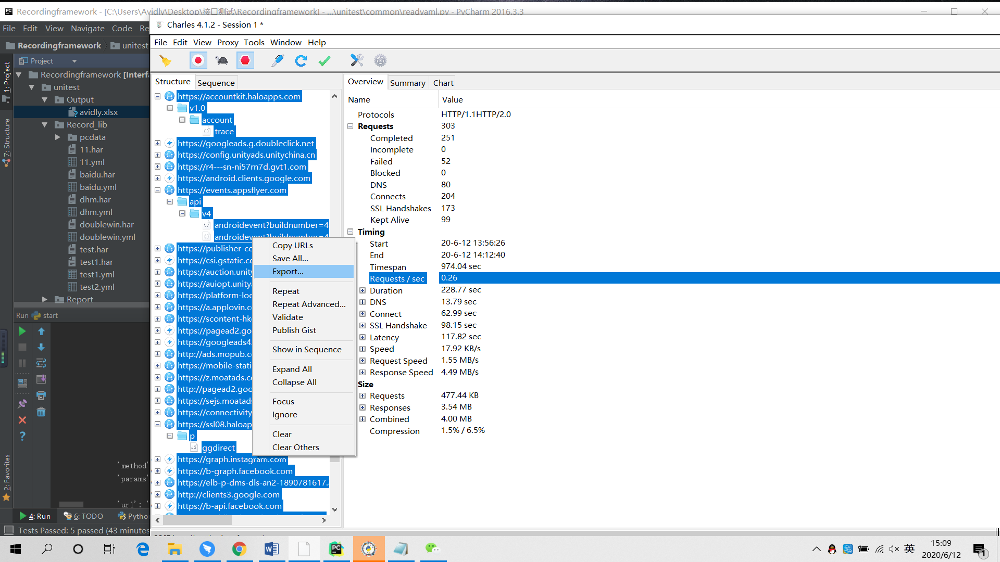 Recordingframework - [C:\Users\Avidly\Desktop\接口测试\Recordingframework] - ...\unitest\common\readyaml.py - PyCharm 2016.3.3
File Edit View Navigate Code Re
Recordingframework unitest
Project
Recordingframework [Interfa
unitest
Output
avidly.xlsx
Record_lib
pcdata
11.har
11.yml
baidu.har
baidu.yml
dhm.har
dhm.yml
doublewin.har
doublewin.yml
test.har
test1.har
test1.yml
test2.yml
Report
1: Project
Z: Structure
2: Favorites
Run start
'method'
'params'
'url': '
4: Run 6: TODO Pytho
Tests Passed: 5 passed (43 minutes
Charles 4.1.2 - Session 1 *
File Edit View Proxy Tools Window Help
Structure Sequence
https://accountkit.haloapps.com
v1.0
account
trace
https://googleads.g.doubleclick.net
https://config.unityads.unitychina.cn
https://r4---sn-ni57rn7d.gvt1.com
https://android.clients.google.com
https://events.appsflyer.com
api
v4
androidevent?buildnumber=4
androidevent?buildnumber=4
https://publisher-co
https://csi.gstatic.co
https://auction.unity
https://auiopt.unitya
https://platform-loo
https://a.applovin.co
https://scontent-hkg
https://pagead2.goo
https://googleads4.
http://ads.mopub.co
https://mobile-stati
https://z.moatads.co
http://pagead2.goo
https://sejs.moatads
https://connectivity
https://ssl08.haloap
p
ggdirect
https://graph.instagram.com
https://b-graph.facebook.com
https://elb-p-dms-dls-an2-1890781617.a
http://clients3.google.com
https://b-api.facebook.com
Copy URLs
Save All...
Export...
Repeat
Repeat Advanced...
Validate
Publish Gist
Show in Sequence
Expand All
Collapse All
Focus
Ignore
Clear
Clear Others
Overview Summary Chart
Name Value
Protocols HTTP/1.1HTTP/2.0
Requests 303
Completed 251
Incomplete 0
Failed 52
Blocked 0
DNS 80
Connects 204
SSL Handshakes 173
Kept Alive 99
Timing
Start 20-6-12 13:56:26
End 20-6-12 14:12:40
Timespan 974.04 sec
Requests / sec 0.26
Duration 228.77 sec
DNS 13.79 sec
Connect 62.99 sec
SSL Handshake 98.15 sec
Latency 117.82 sec
Speed 17.92 KB/s
Request Speed 1.55 MB/s
Response Speed 4.49 MB/s
Size
Requests 477.44 KB
Responses 3.54 MB
Combined 4.00 MB
Compression 1.5% / 6.5%
英
15:09
2020/6/12
1